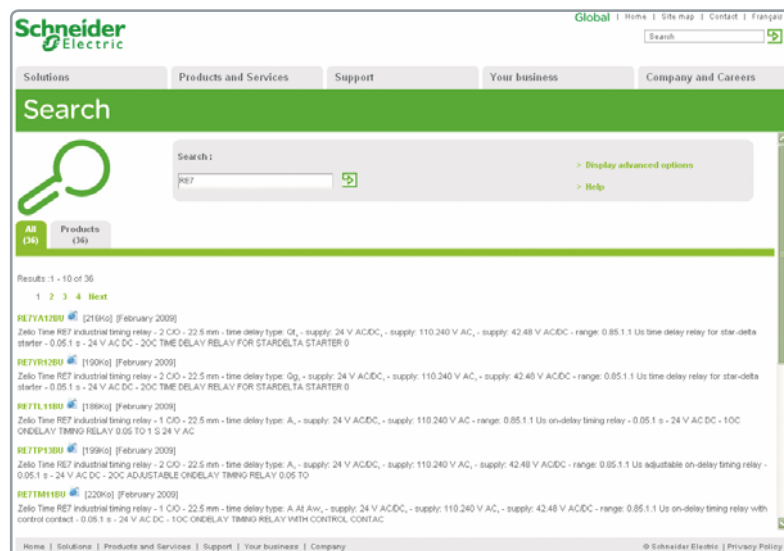 Schneider Electric
Global | Home | Site map | Contact | Français
Search
Solutions Products and Services Support Your business Company and Careers
Search
Search :
RE7
> Display advanced options
> Help
All (36)
Products (36)
Results :1 - 10 of 36
1 2 3 4 Next
RE7YA12BU [216Ko] [February 2009]
Zelio Time RE7 industrial timing relay - 2 C/O - 22.5 mm - time delay type: Qt, - supply: 24 V AC/DC, - supply: 110.240 V AC, - supply: 42.48 V AC/DC - range: 0.85.1.1 Us time delay relay for star-delta
starter - 0.05.1 s - 24 V AC DC - 2OC TIME DELAY RELAY FOR STARDELTA STARTER 0
RE7YR12BU [190Ko] [February 2009]
Zelio Time RE7 industrial timing relay - 2 C/O - 22.5 mm - time delay type: Qg, - supply: 24 V AC/DC, - supply: 110.240 V AC, - supply: 42.48 V AC/DC - range: 0.85.1.1 Us time delay relay for star-delta
starter - 0.05.1 s - 24 V AC DC - 2OC TIME DELAY RELAY FOR STARDELTA STARTER 0
RE7TL11BU [186Ko] [February 2009]
Zelio Time RE7 industrial timing relay - 1 C/O - 22.5 mm - time delay type: A, - supply: 24 V AC/DC, - supply: 110.240 V AC - range: 0.85.1.1 Us on-delay timing relay - 0.05.1 s - 24 V AC DC - 1OC
ONDELAY TIMING RELAY 0.05 TO 1 S 24 V AC
RE7TP13BU [199Ko] [February 2009]
Zelio Time RE7 industrial timing relay - 2 C/O - 22.5 mm - time delay type: A, - supply: 24 V AC/DC, - supply: 110.240 V AC, - supply: 42.48 V AC/DC - range: 0.85.1.1 Us adjustable on-delay timing relay -
0.05.1 s - 24 V AC DC - 2OC ADJUSTABLE ONDELAY TIMING RELAY 0.05 TO
RE7TM11BU [220Ko] [February 2009]
Zelio Time RE7 industrial timing relay - 1 C/O - 22.5 mm - time delay type: A.At Aw, - supply: 24 V AC/DC, - supply: 110.240 V AC, - supply: 42.48 V AC/DC - range: 0.85.1.1 Us on-delay timing relay with
control contact - 0.05.1 s - 24 V AC DC - 1OC ONDELAY TIMING RELAY WITH CONTROL CONTAC
Home | Solutions | Products and Services | Support | Your business | Company
© Schneider Electric | Privacy Policy